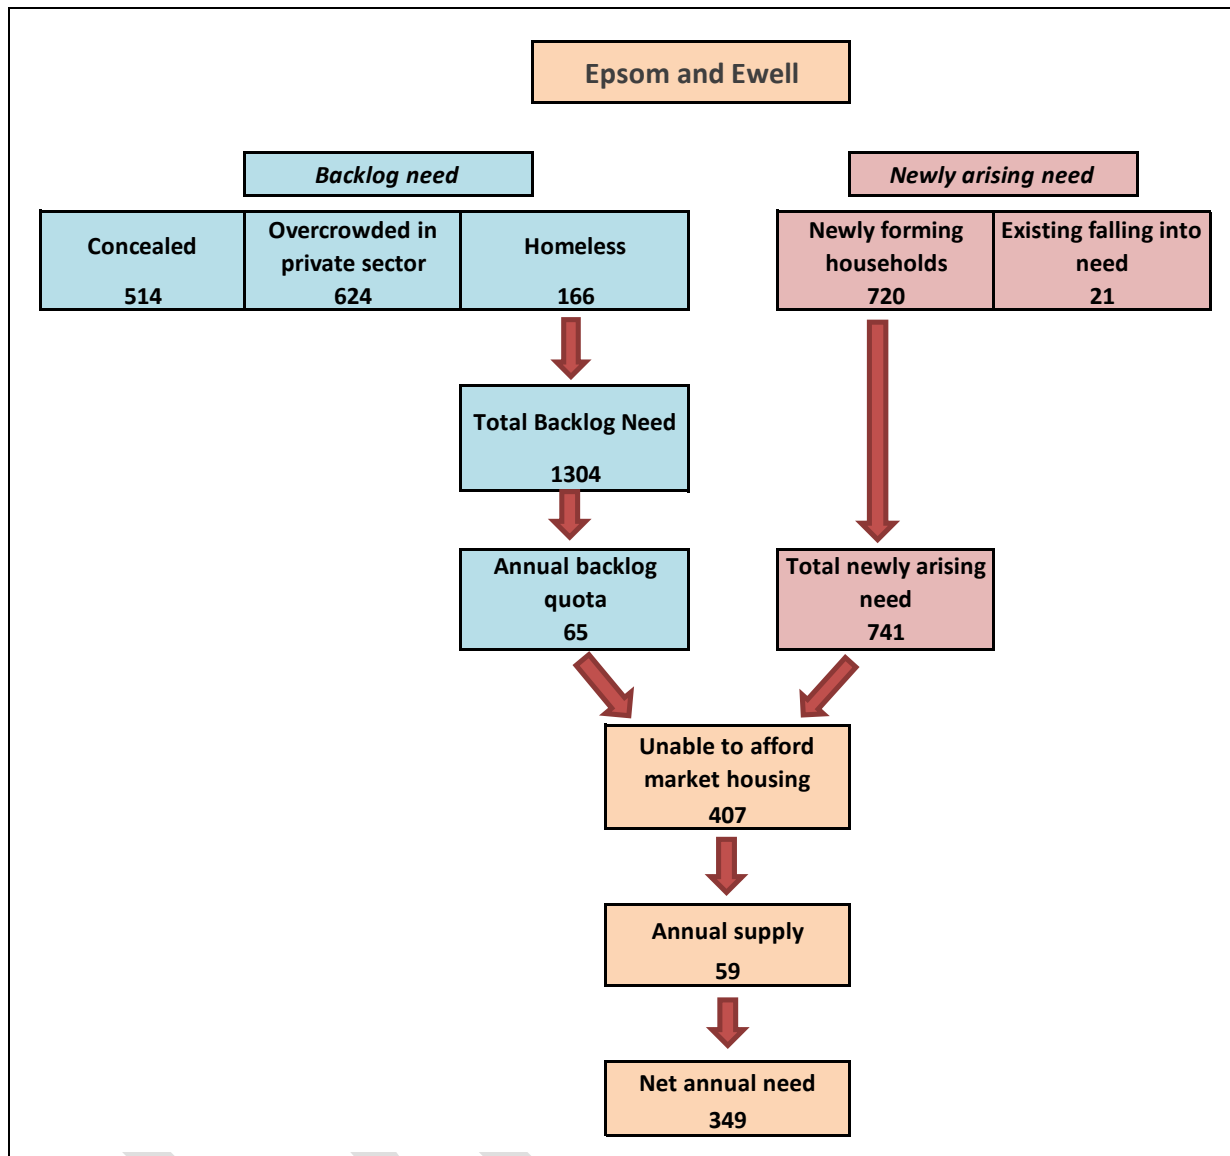 Epsom and Ewell
Backlog need
Newly arising need
Concealed
514
Overcrowded in
private sector
624
Homeless
166
Newly forming
households
720
Existing falling into
need
21
Total Backlog Need
1304
Annual backlog
quota
65
Total newly arising
need
741
Unable to afford
market housing
407
Annual supply
59
Net annual need
349